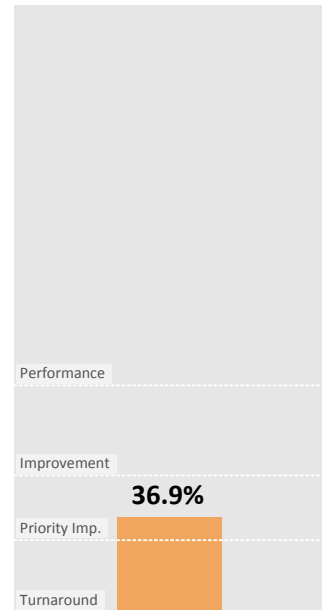 Performance
Improvement
36.9%
Priority Imp.
Turnaround